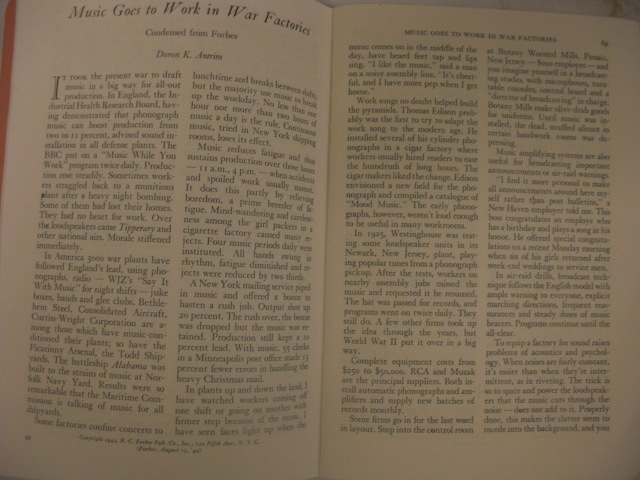 Music Goes to Work in War Factories
Condensed from Forbes
Doron K. Antrim
IT TOOK the present war to draft
music in a big way for all-out
production. In England, the In-
dustrial Health Research Board, hav-
ing demonstrated that phonograph
music can boost production from
two to 11 percent, advised sound in-
stallation in all defense plants. The
BBC put on a "Music While You
Work" program twice daily. Produc-
tion rose steadily. Sometimes work-
ers straggled back to a munitions
plant after a heavy night bombing.
Some of them had lost their homes.
They had no heart for work. Over
the loudspeakers came Tipperary and
other national airs. Morale stiffened
immediately.
In America 3000 war plants have
followed England's lead, using pho-
nographs, radio — WJZ's "Say It
With Music" for night shifts — juke
boxes, bands and glee clubs. Bethle-
hem Steel, Consolidated Aircraft,
Curtiss-Wright Corporation are a-
mong those which have music-con-
ditioned their plants; so have the
Picatinny Arsenal, the Todd Ship-
yards. The battleship Alabama was
built to the strains of music at Nor-
folk Navy Yard. Results were so
remarkable that the Maritime Com-
mission is talking of music for all
shipyards.
Some factories confine concerts to
lunchtime and breaks between shifts,
but the majority use music to break
up the workday. No less than one
hour nor more than two hours of
music a day is the rule. Continuous
music, tried in New York shipping
rooms, loses its effect.
Music reduces fatigue and thus
sustains production over those hours
— 11 a.m., 4 p.m. — when accidents
and spoiled work usually mount.
It does this partly by relieving
boredom, a prime breeder of fa-
tigue. Mind-wandering and careless-
ness among the girl packers in a
cigarette factory caused many re-
jects. Four music periods daily were
instituted. All hands swing in
rhythm, fatigue diminished and re-
jects were reduced by two thirds.
A New York mailing service piped
in music and offered a bonus to
hasten a rush job. Output shot up
20 percent. The rush over, the bonus
was dropped but the music was re-
tained. Production still kept a 12
percent lead. With music, 55 clerks
in a Minneapolis post office made 13
percent fewer errors in handling the
heavy Christmas mail.
In plants up and down the land, I
have watched workers coming off
one shift or going on another with
firmer step because of the music. I
have seen faces light up when the
68
Copyright 1942, B. C. Forbes Pub. Co., Inc., 120 Fifth Ave., N. Y. C.
(Forbes, August 15, '42)
MUSIC GOES TO WORK IN WAR FACTORIES
69
music comes on in the middle of the
day, have heard feet tap and lips
sing. "I like the music," said a man
on a noisy assembly line. "It's cheer-
ful, and I have more pep when I get
home."
Work songs no doubt helped build
the pyramids. Thomas Edison prob-
ably was the first to try to adapt the
work song to the modern age. He
installed several of his cylinder pho-
nographs in a cigar factory where
workers usually hired readers to ease
the humdrum of long hours. The
cigar makers liked the change. Edison
envisioned a new field for the pho-
nograph and compiled a catalogue of
"Mood Music." The early phono-
graphs, however, weren't loud enough
to be useful in many workrooms.
In 1925, Westinghouse was test-
ing some loudspeaker units in its
Newark, New Jersey, plant, play-
ing popular tunes from a phonograph
pickup. After the tests, workers on
nearby assembly jobs missed the
music and requested it be resumed.
The hat was passed for records, and
programs went on twice daily. They
still do. A few other firms took up
the idea through the years, but
World War II put it over in a big
way.
Complete equipment costs from
$250 to $50,000. RCA and Muzak
are the principal suppliers. Both in-
stall automatic phonographs and am-
plifiers and supply new batches of
records monthly.
Some firms go in for the last word
in layout. Step into the control room
at Botany Worsted Mills, Passaic,
New Jersey — 8000 employes — and
you imagine yourself in a broadcast-
ing studio, with microphones, turn-
table consoles, control board and a
"director of broadcasting" in charge.
Botany Mills make olive-drab goods
for uniforms. Until music was in-
stalled, the dead, muffled silence in
certain handwork rooms was de-
pressing.
Music amplifying systems are also
useful for broadcasting important
announcements or air-raid warnings.
"I find it more personal to make
all announcements around here my-
self rather than post bulletins," a
New Haven employer told me. This
boss congratulates an employe who
has a birthday and plays a song in his
honor. He offered special congratu-
lations on a recent Monday morning
when six of his girls returned after
week-end weddings to service men.
In air-raid drills, broadcast tech-
nique follows the English model with
ample warning to everyone, explicit
marching directions, frequent reas-
surances and steady doses of music
bracers. Programs continue until the
all-clear.
To equip a factory for sound raises
problems of acoustics and psychol-
ogy. When noises are fairly constant,
it's easier than when they're inter-
mittent, as in riveting. The trick is
so to space and power the loudspeak-
ers that the music cuts through the
noise — does not add to it. Properly
done, this makes the clatter seem to
recede into the background, and you